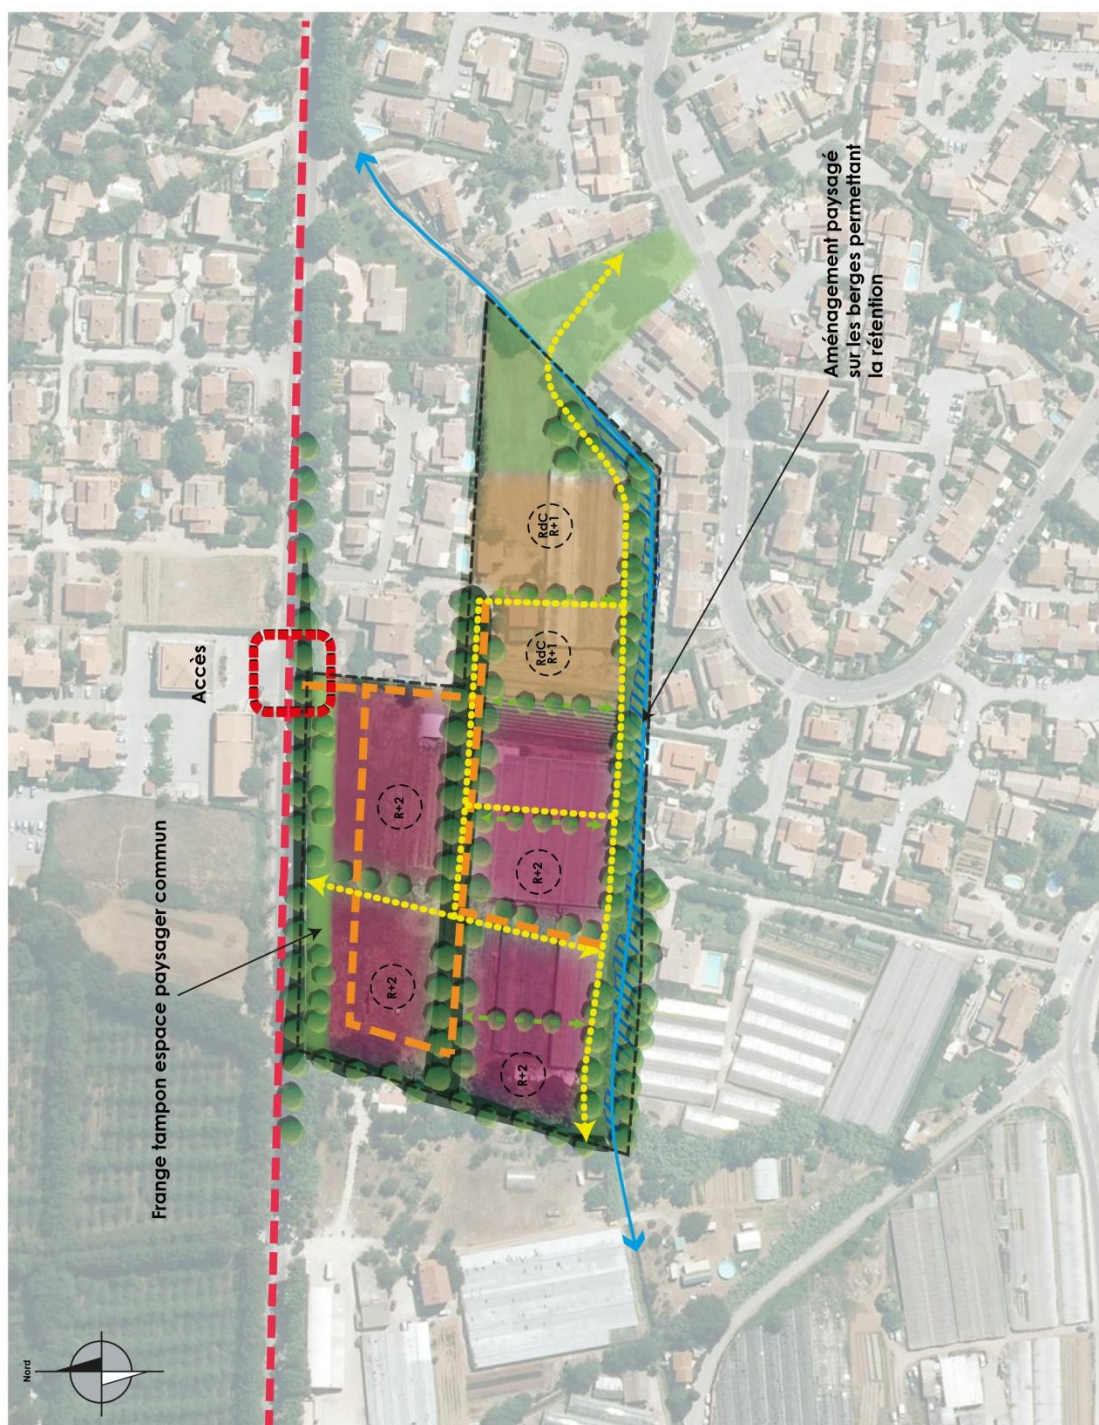 Nord
Frange tampon espace paysager commun
Accès
Aménagement paysagé
sur les berges permettant
la rétention
R+2
R+2
R+2
R+2
RdC
R+1
RdC
R+1